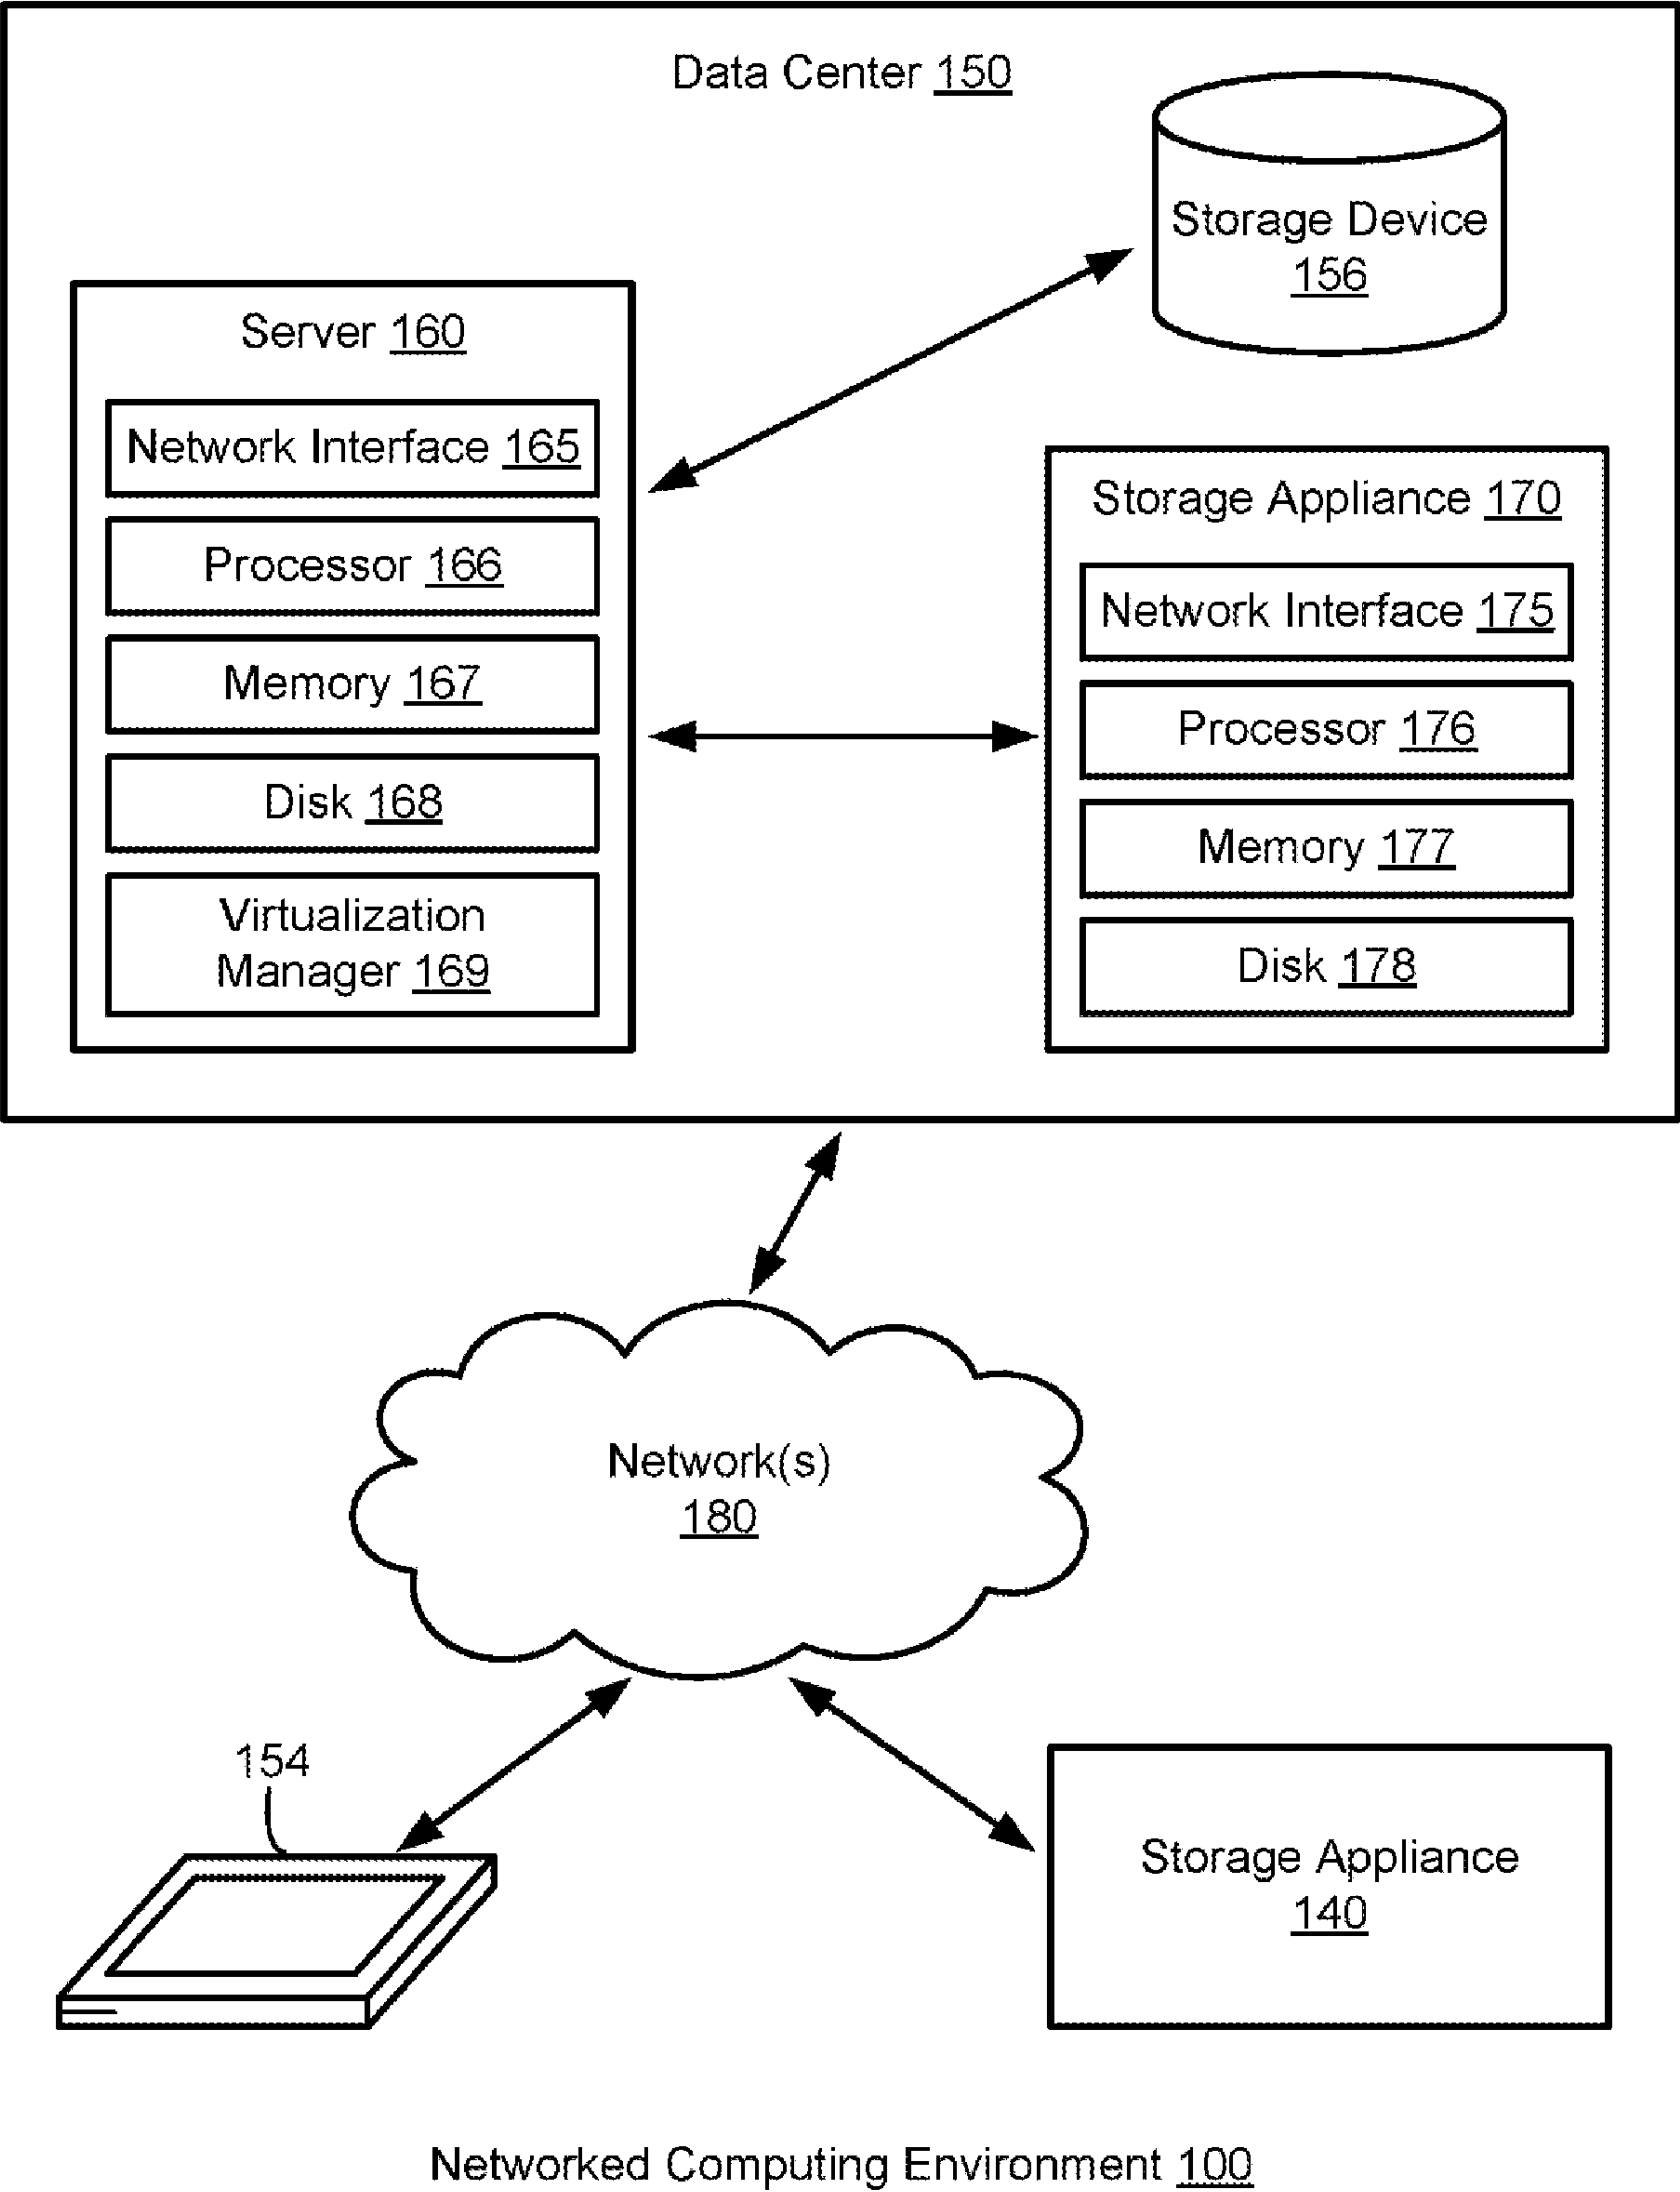 Data Center 150
Storage Device
156
Server 160
Network Interface 165
Processor 166
Memory 167
Disk 168
Virtualization
Manager 169
Storage Appliance 170
Network Interface 175
Processor 176
Memory 177
Disk 178
Network(s)
180
154
Storage Appliance
140
Networked Computing Environment 100